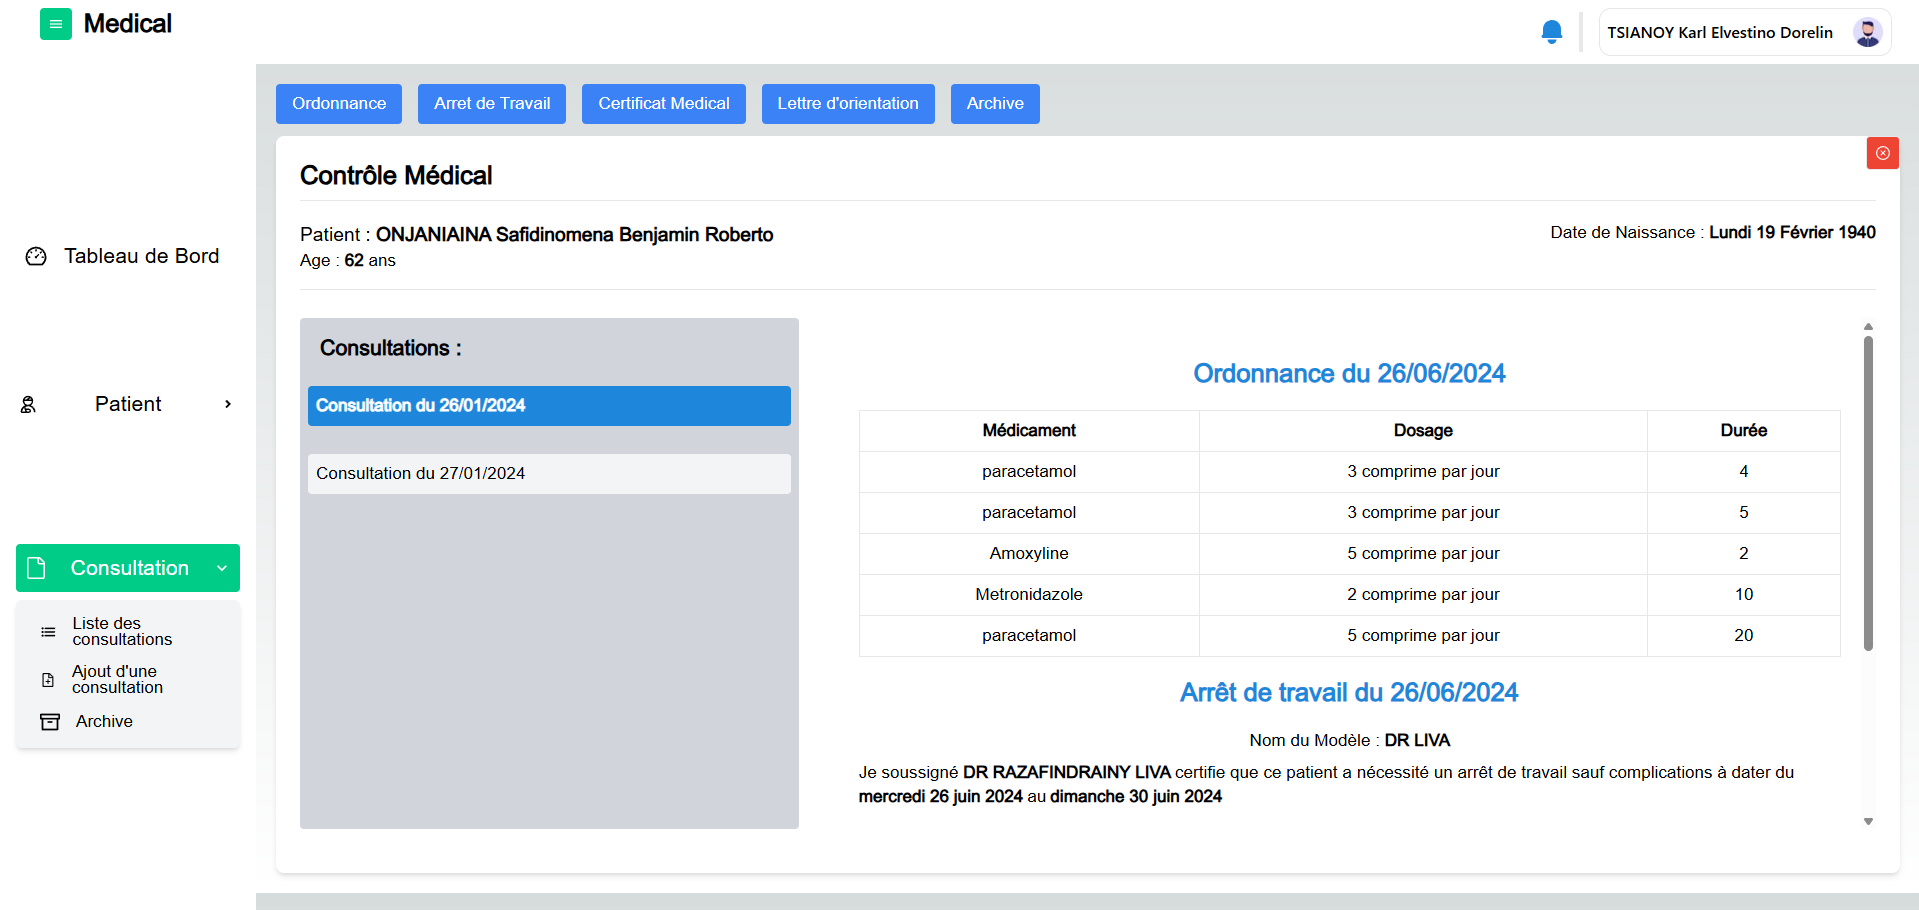 Medical
TSIANOY Karl Elvestino Dorelin
Tableau de Bord
Patient
Consultation
Liste des
consultations
Ajout d'une
consultation
Archive
Ordonnance Arret de Travail Certificat Medical Lettre d'orientation Archive
Contrôle Médical
Patient : ONJANIAINA Safidinomena Benjamin Roberto
Age : 62 ans
Date de Naissance : Lundi 19 Février 1940
Consultations :
Consultation du 26/01/2024
Consultation du 27/01/2024
Ordonnance du 26/06/2024
Médicament Dosage Durée
paracetamol 3 comprime par jour 4
paracetamol 3 comprime par jour 5
Amoxyline 5 comprime par jour 2
Metronidazole 2 comprime par jour 10
paracetamol 5 comprime par jour 20
Arrêt de travail du 26/06/2024
Nom du Modèle : DR LIVA
Je soussigné DR RAZAFINDRAINY LIVA certifie que ce patient a nécessité un arrêt de travail sauf complications à dater du
mercredi 26 juin 2024 au dimanche 30 juin 2024